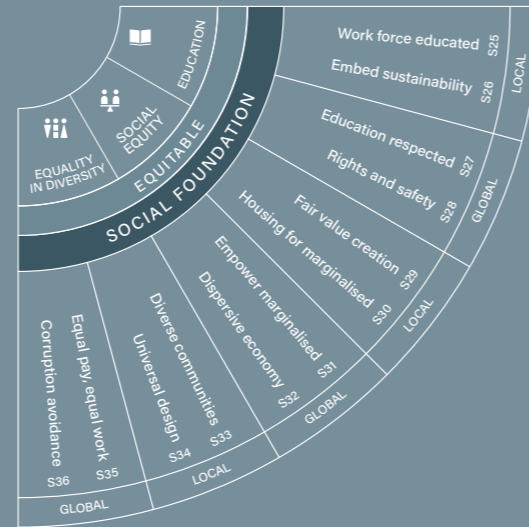 EDUCATION
SOCIAL
EQUITY
EQUALITY
IN DIVERSITY
EQUITABLE
SOCIAL FOUNDATION
Work force educated S25
Embed sustainability S26
LOCAL
Education respected S27
Rights and safety S28
GLOBAL
Fair value creation S29
Housing for marginalised S30
LOCAL
Empower marginalised S31
Dispersive economy S32
GLOBAL
Diverse communities S33
Universal design S34
LOCAL
Equal pay, equal work S35
Corruption avoidance S36
GLOBAL